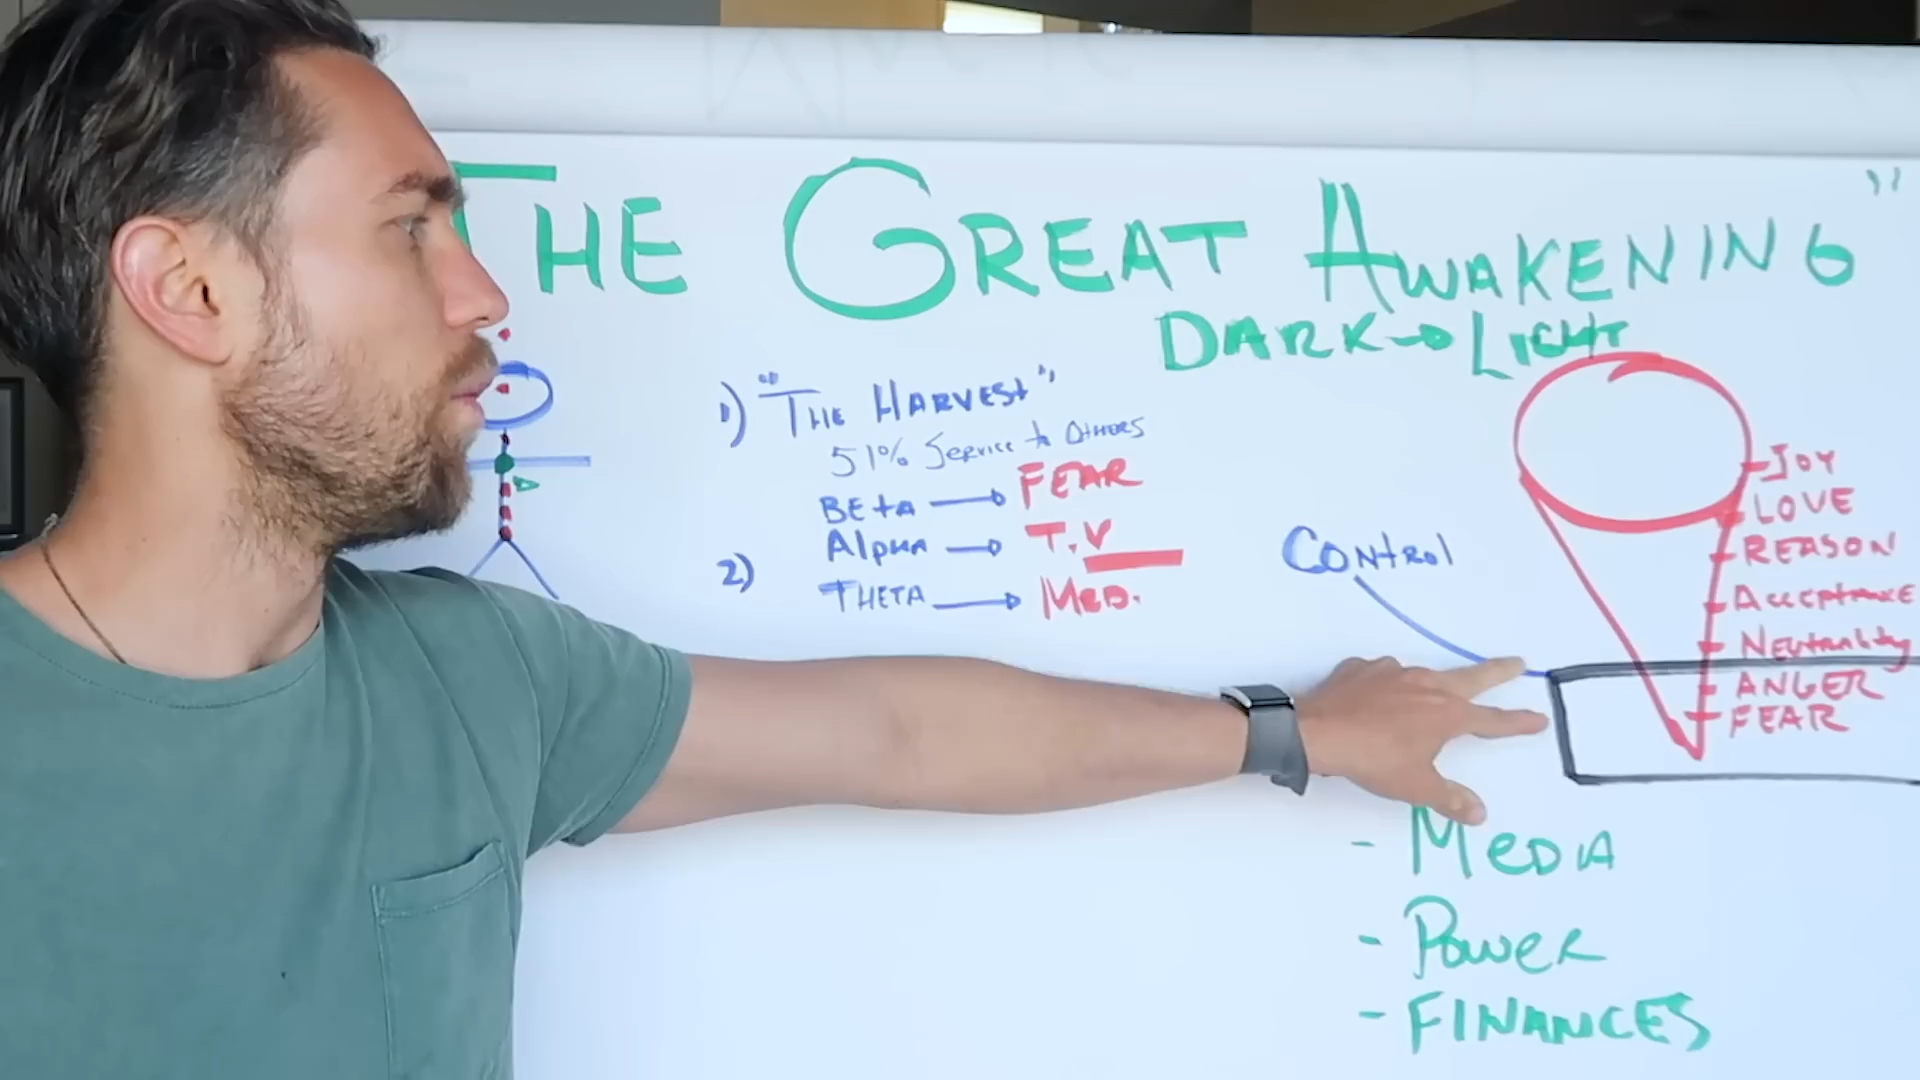 THE GREAT AWAKENING"
DARK → LIGHT
1) "THE HARVEST"
51% Service to Others
BEtA → FEAR
AlpHA → T.V
2)
THETA → MED.
Control
JOY
LOVE
REASON
Acceptance
Neutrality
ANGER
FEAR
- MeDIA
- Power
- FINANCES